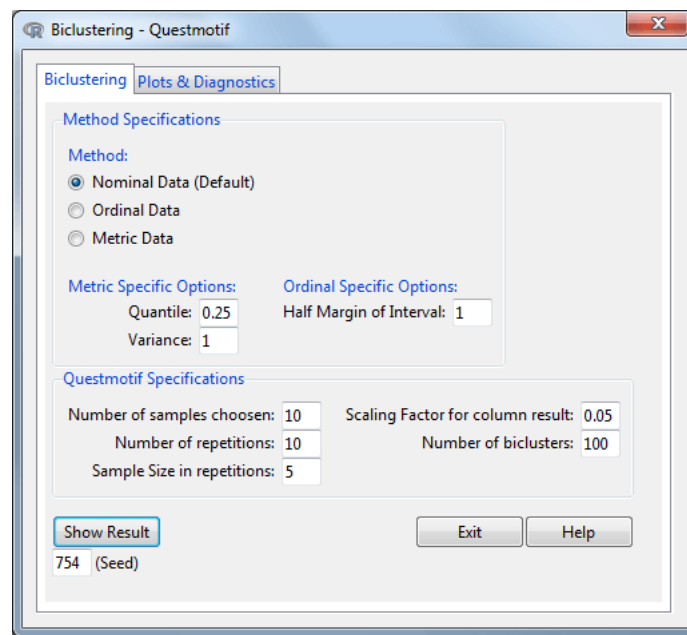 Biclustering - Questmotif
Biclustering Plots & Diagnostics
Method Specifications
Method:
Nominal Data (Default)
Ordinal Data
Metric Data
Metric Specific Options: Ordinal Specific Options:
Quantile: 0.25 Half Margin of Interval: 1
Variance: 1
Questmotif Specifications
Number of samples choosen: 10 Scaling Factor for column result: 0.05
Number of repetitions: 10 Number of biclusters: 100
Sample Size in repetitions: 5
Show Result Exit Help
754 (Seed)